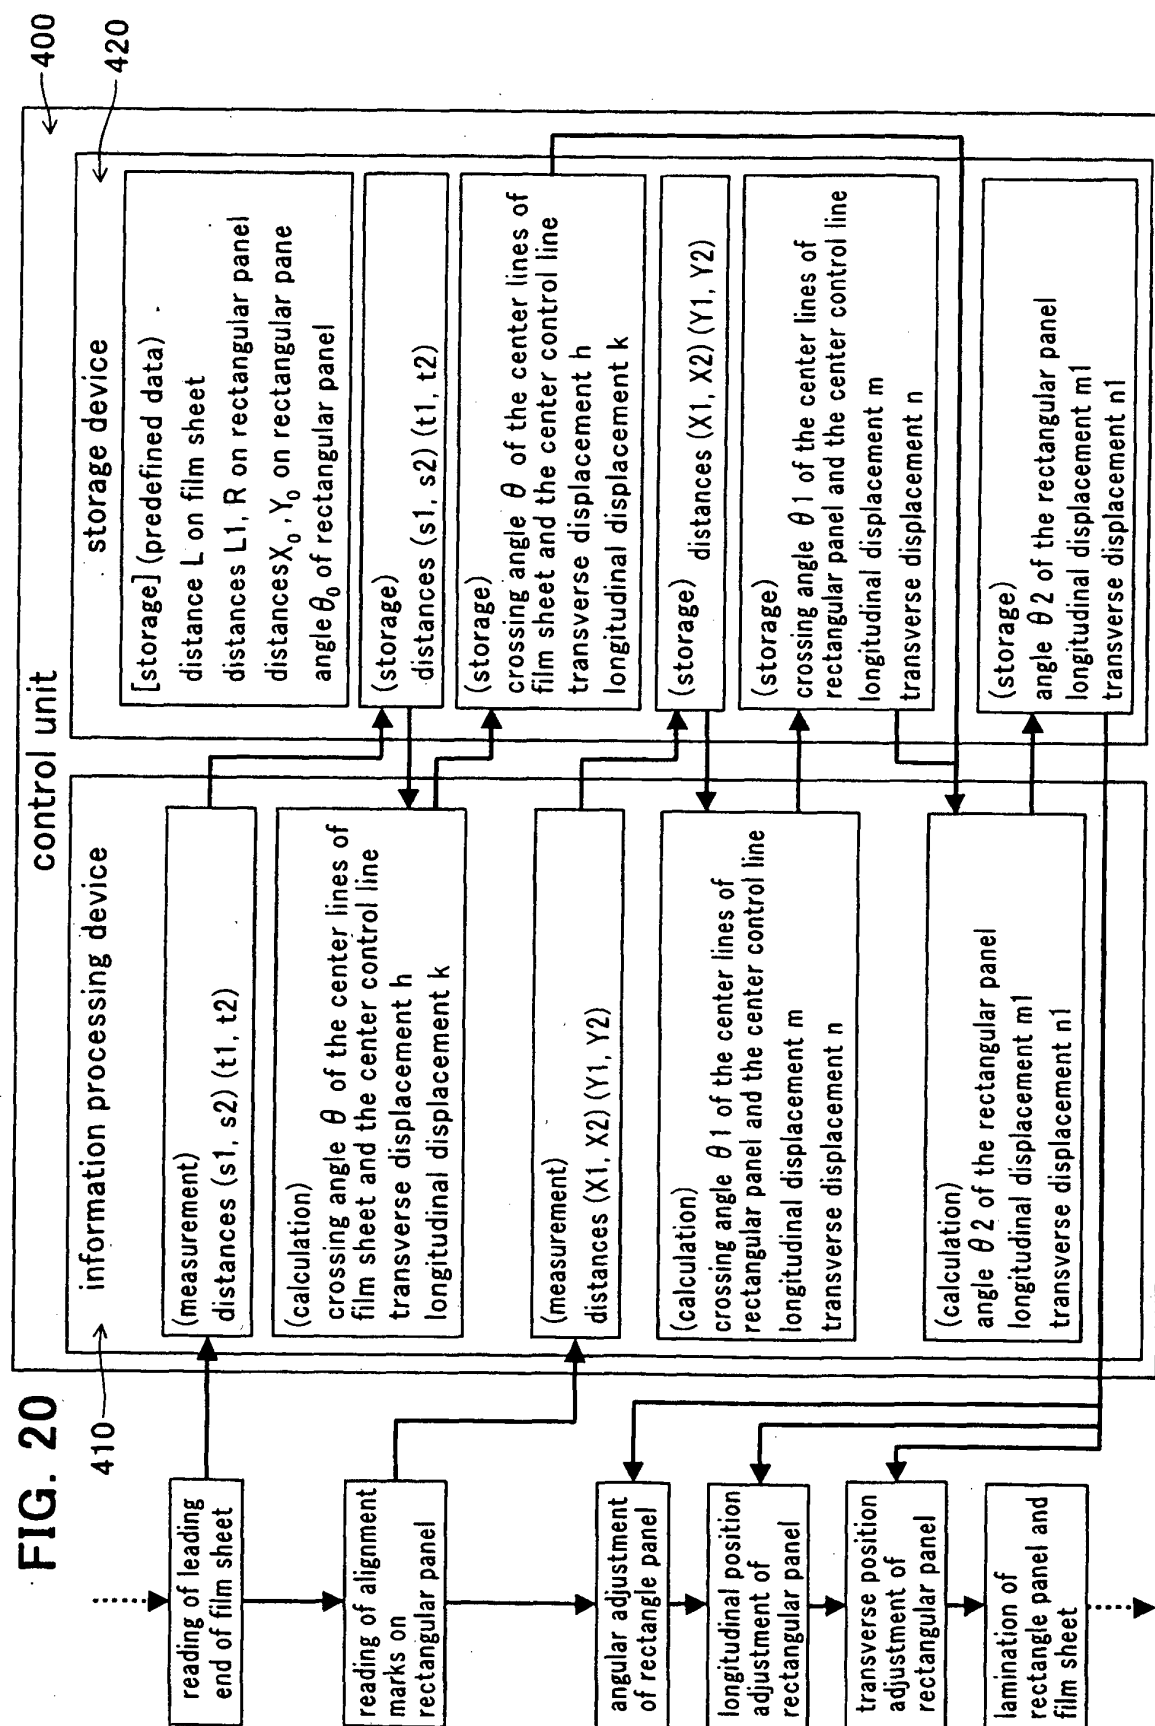 FIG. 20
control unit
400
420
410
information processing device
storage device
reading of leading
end of film sheet
reading of alignment
marks on
rectangular panel
angular adjustment
of rectangle panel
longitudinal position
adjustment of
rectangular panel
transverse position
adjustment of
rectangular panel
lamination of
rectangle panel and
film sheet
(measurement)
distances (s1, s2) (t1, t2)
(calculation)
crossing angle θ of the center lines of
film sheet and the center control line
transverse displacement h
longitudinal displacement k
(measurement)
distances (X1, X2) (Y1, Y2)
(calculation)
crossing angle θ1 of the center lines of
rectangular panel and the center control line
longitudinal displacement m
transverse displacement n
(calculation)
angle θ2 of the rectangular panel
longitudinal displacement m1
transverse displacement n1
[storage] (predefined data)
distance L on film sheet
distances L1, R on rectangular panel
distancesX₀,Y₀ on rectangular pane
angle θ₀ of rectangular panel
(storage)
distances (s1, s2) (t1, t2)
(storage)
crossing angle θ of the center lines of
film sheet and the center control line
transverse displacement h
longitudinal displacement k
(storage)
distances (X1, X2) (Y1, Y2)
(storage)
crossing angle θ1 of the center lines of
rectangular panel and the center control line
longitudinal displacement m
transverse displacement n
(storage)
angle θ2 of the rectangular panel
longitudinal displacement m1
transverse displacement n1